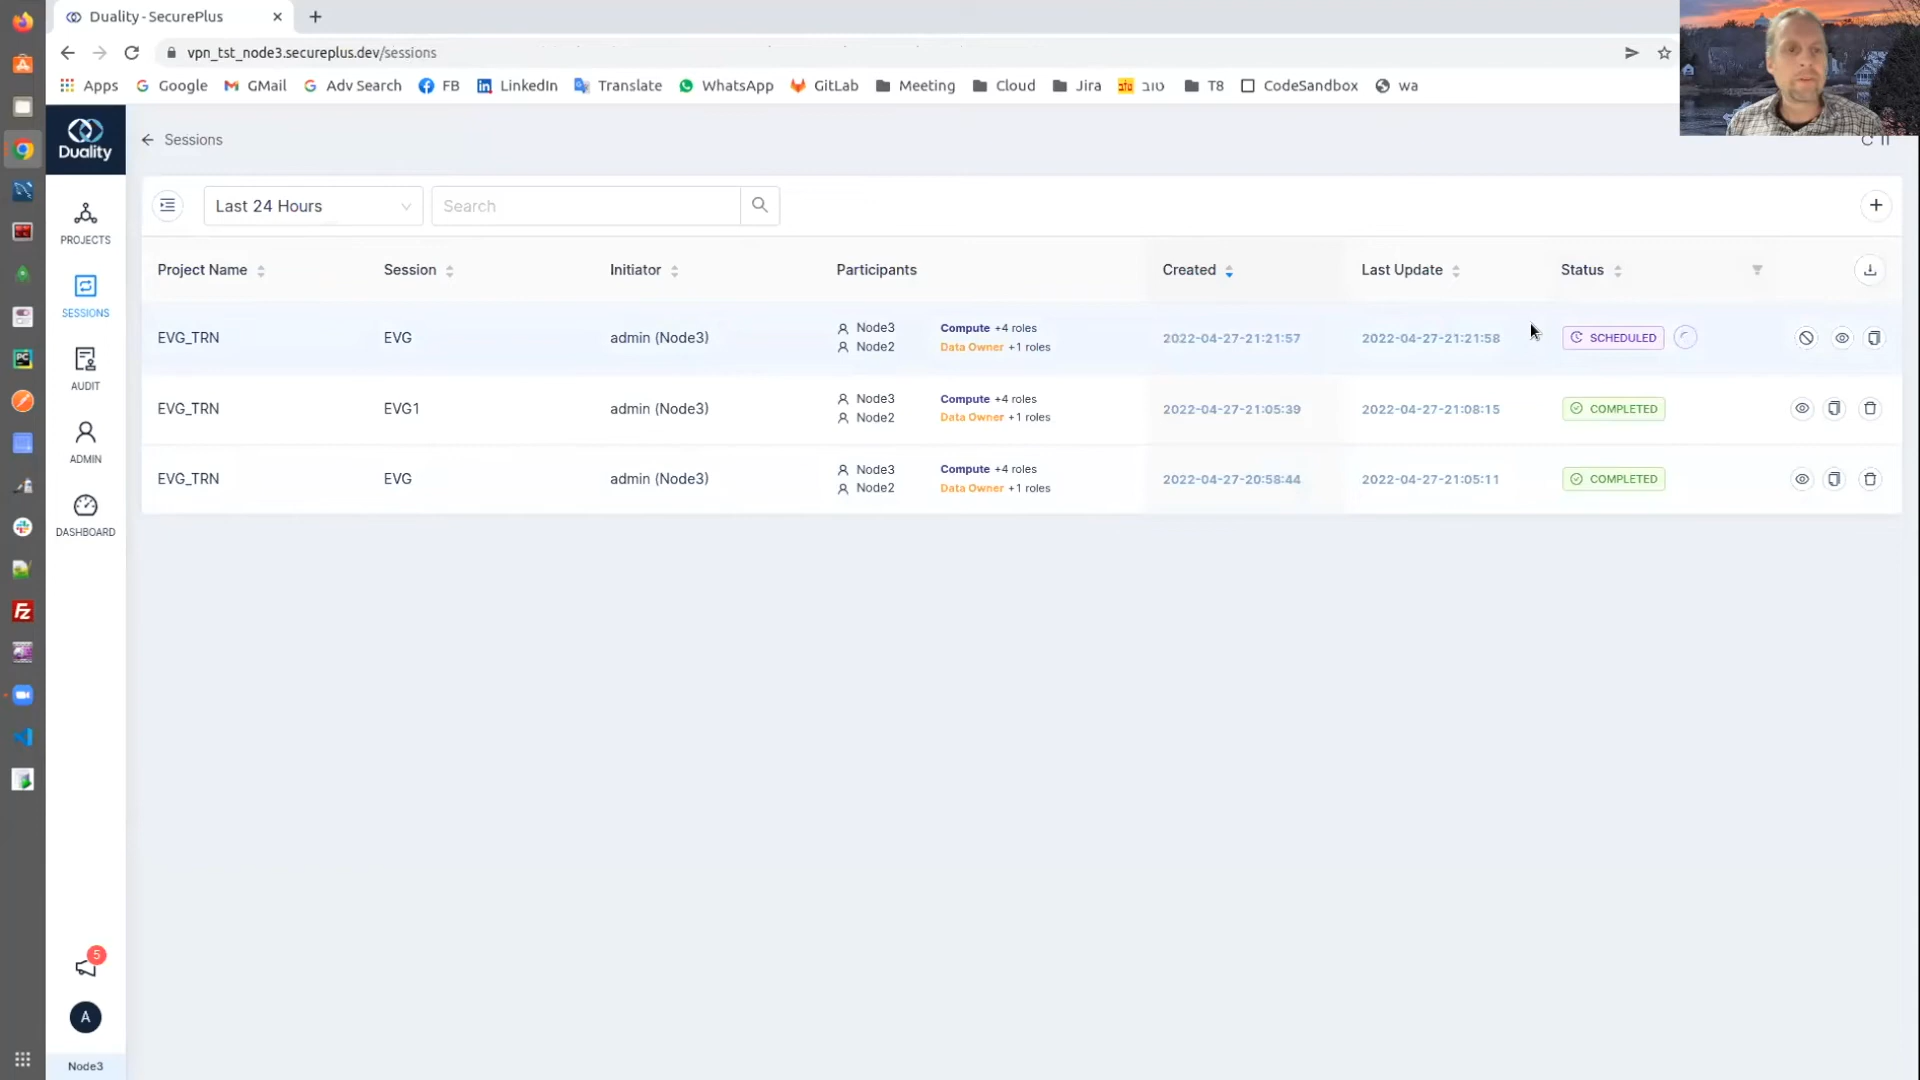 Duality - SecurePlus
vpn_tst_node3.secureplus.dev/sessions
Apps Google GMail Adv Search FB LinkedIn Translate WhatsApp GitLab Meeting Cloud Jira טוב T8 CodeSandbox wa
Duality
Sessions
Last 24 Hours
Search
PROJECTS
SESSIONS
AUDIT
ADMIN
DASHBOARD
5
A
Node3
Project Name Session Initiator Participants Created Last Update Status
EVG_TRN EVG admin (Node3) Node3 Compute +4 roles 2022-04-27-21:21:57 2022-04-27-21:21:58 SCHEDULED
Node2 Data Owner +1 roles
EVG_TRN EVG1 admin (Node3) Node3 Compute +4 roles 2022-04-27-21:05:39 2022-04-27-21:08:15 COMPLETED
Node2 Data Owner +1 roles
EVG_TRN EVG admin (Node3) Node3 Compute +4 roles 2022-04-27-20:58:44 2022-04-27-21:05:11 COMPLETED
Node2 Data Owner +1 roles